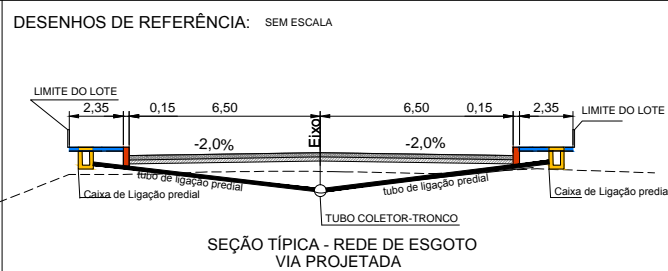 DESENHOS DE REFERÊNCIA: SEM ESCALA
LIMITE DO LOTE
2,35 0,15 6,50 6,50 0,15 2,35
LIMITE DO LOTE
Eixo
-2,0% -2,0%
tubo de ligação predial tubo de ligação predial
Caixa de Ligação predial Caixa de Ligação predia
TUBO COLETOR-TRONCO
SEÇÃO TÍPICA - REDE DE ESGOTO
VIA PROJETADA